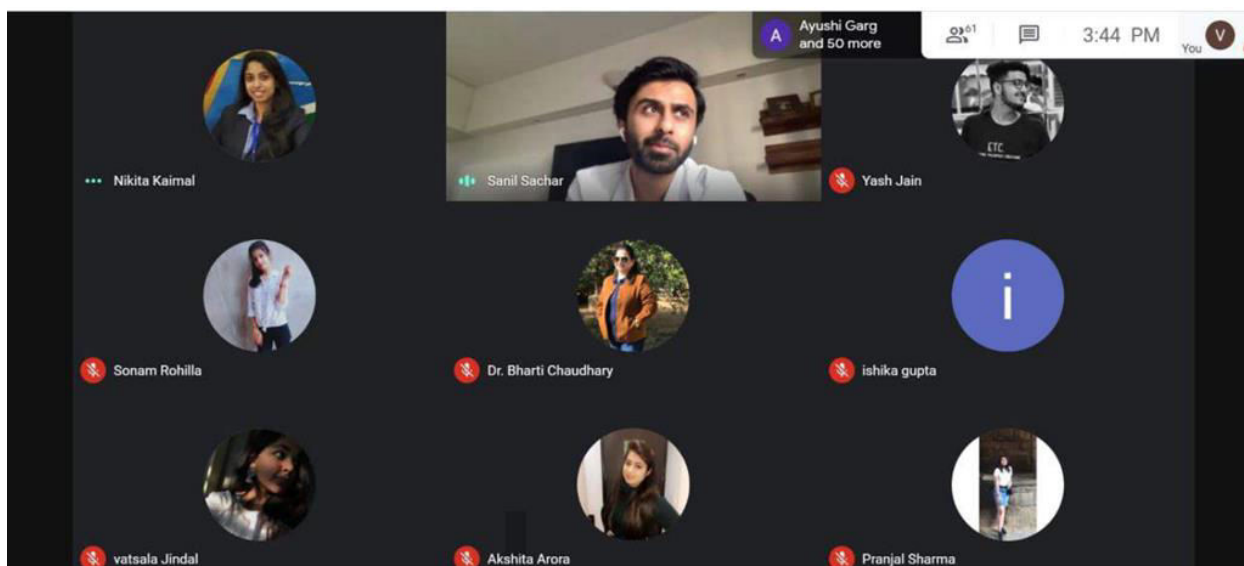 A
Ayushi Garg
and 50 more
61
3:44 PM
You
V
Nikita Kaimal
Sanil Sachar
Yash Jain
ETC.
Sonam Rohilla
Dr. Bharti Chaudhary
i
ishika gupta
vatsala Jindal
Akshita Arora
Pranjal Sharma